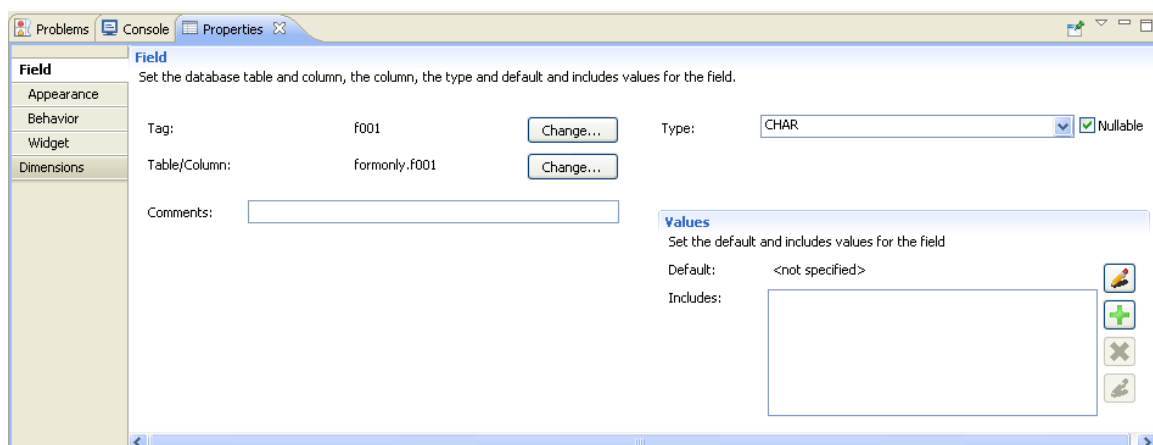 Problems Console Properties
Field
Appearance
Behavior
Widget
Dimensions
Field
Set the database table and column, the column, the type and default and includes values for the field.
Tag: f001 Change... Type: CHAR Nullable
Table/Column: formonly.f001 Change...
Comments:
Values
Set the default and includes values for the field
Default: <not specified>
Includes: